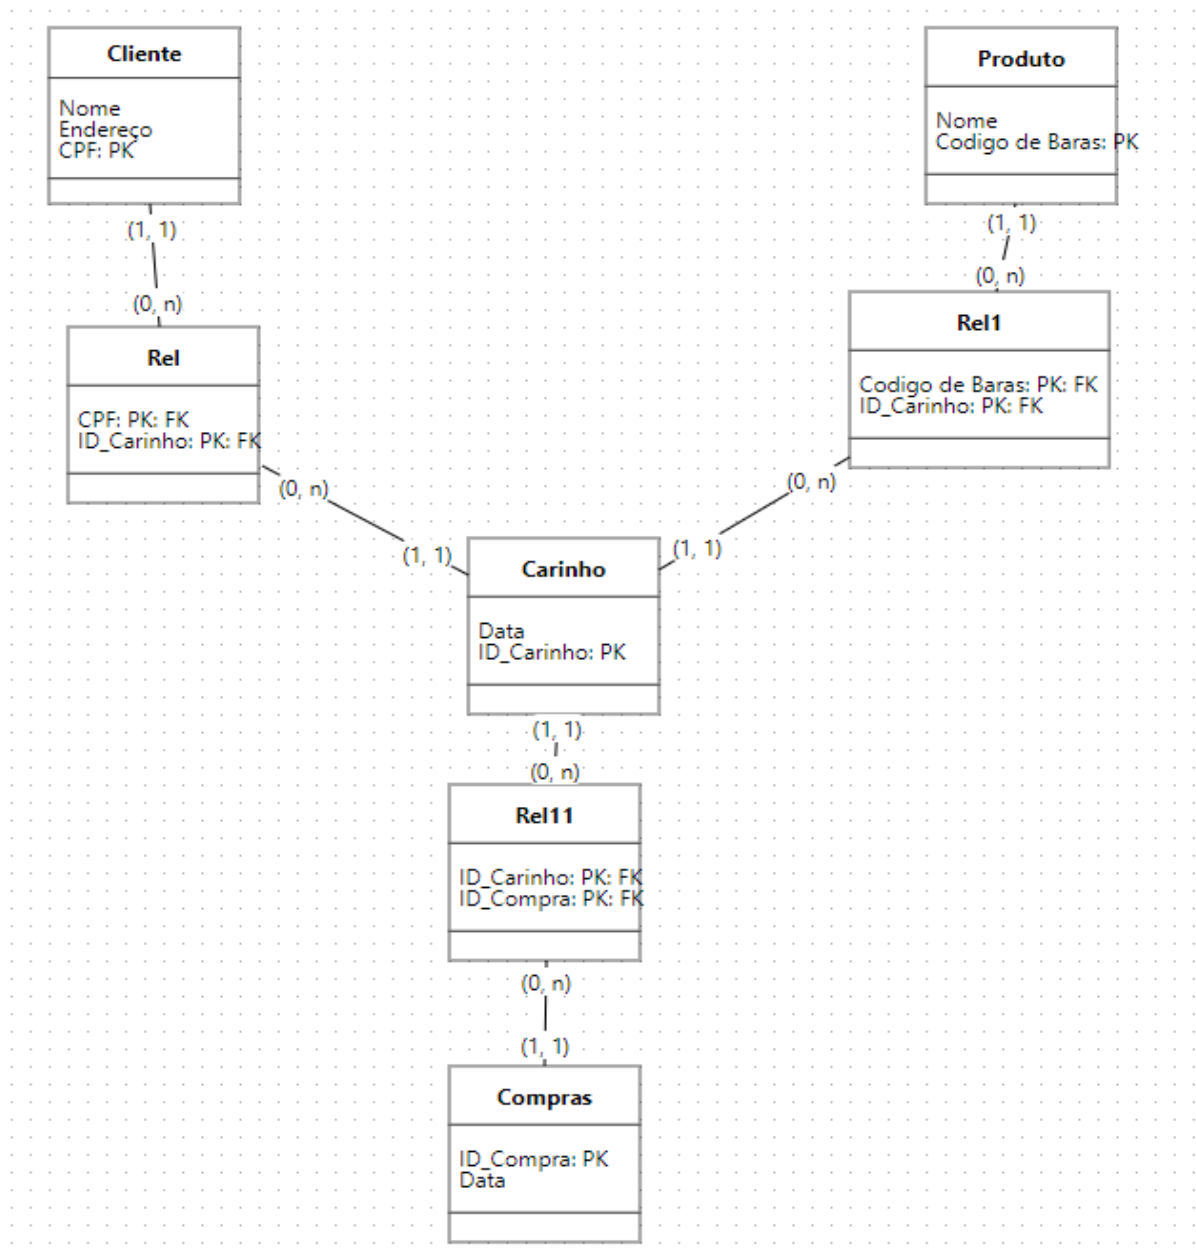 Cliente
Nome
Endereço
CPF: PK
(1, 1)
(0, n)
Rel
CPF: PK: FK
ID_Carinho: PK: FK
(0, n)
(1, 1)
Produto
Nome
Codigo de Baras: PK
(1, 1)
(0, n)
Rel1
Codigo de Baras: PK: FK
ID_Carinho: PK: FK
(0, n)
(1, 1)
Carinho
Data
ID_Carinho: PK
(1, 1)
(0, n)
Rel11
ID_Carinho: PK: FK
ID_Compra: PK: FK
(0, n)
(1, 1)
Compras
ID_Compra: PK
Data